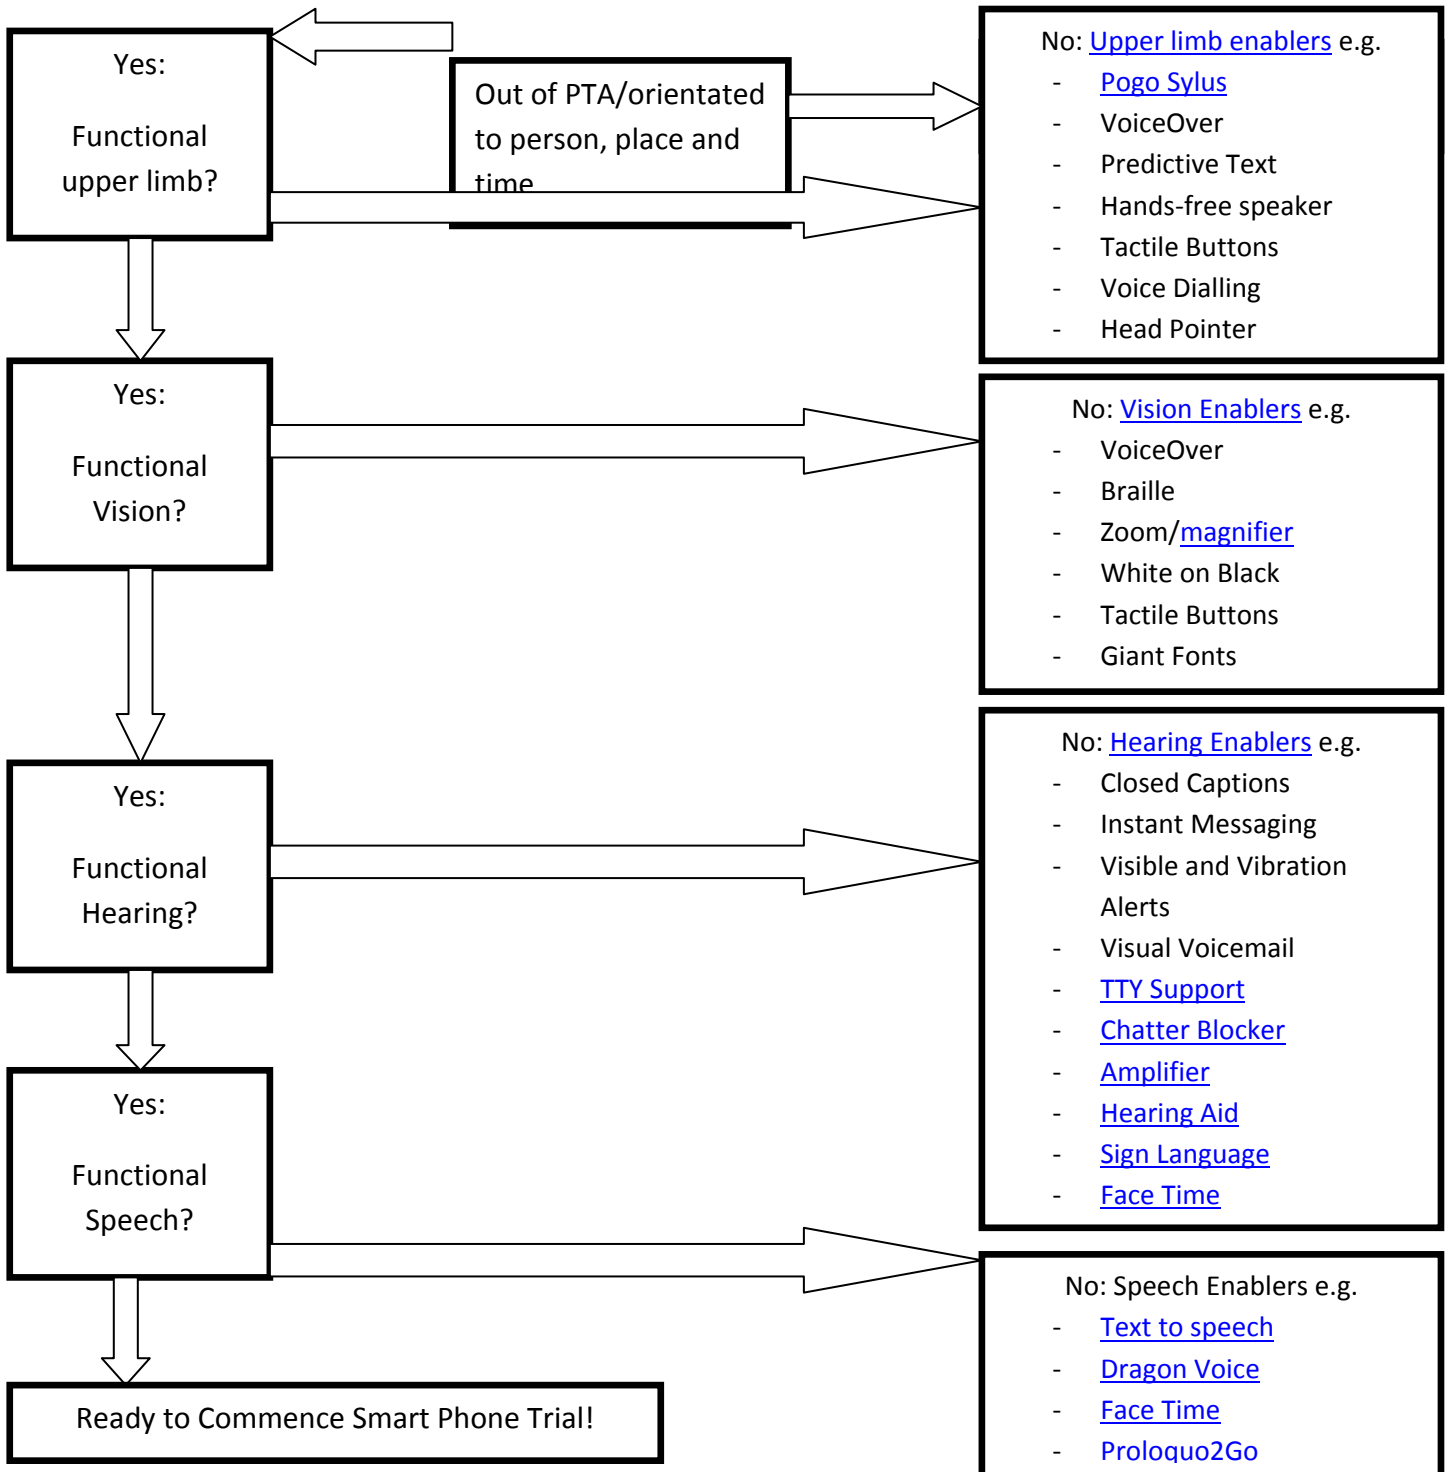 Out of PTA/orientated
to person, place and
time
Yes:
Functional
upper limb?
No: Upper limb enablers e.g.
- Pogo Sylus
- VoiceOver
- Predictive Text
- Hands-free speaker
- Tactile Buttons
- Voice Dialling
- Head Pointer
Yes:
Functional
Vision?
No: Vision Enablers e.g.
- VoiceOver
- Braille
- Zoom/magnifier
- White on Black
- Tactile Buttons
- Giant Fonts
Yes:
Functional
Hearing?
No: Hearing Enablers e.g.
- Closed Captions
- Instant Messaging
- Visible and Vibration
Alerts
- Visual Voicemail
- TTY Support
- Chatter Blocker
- Amplifier
- Hearing Aid
- Sign Language
- Face Time
Yes:
Functional
Speech?
No: Speech Enablers e.g.
- Text to speech
- Dragon Voice
- Face Time
- Proloquo2Go
Ready to Commence Smart Phone Trial!